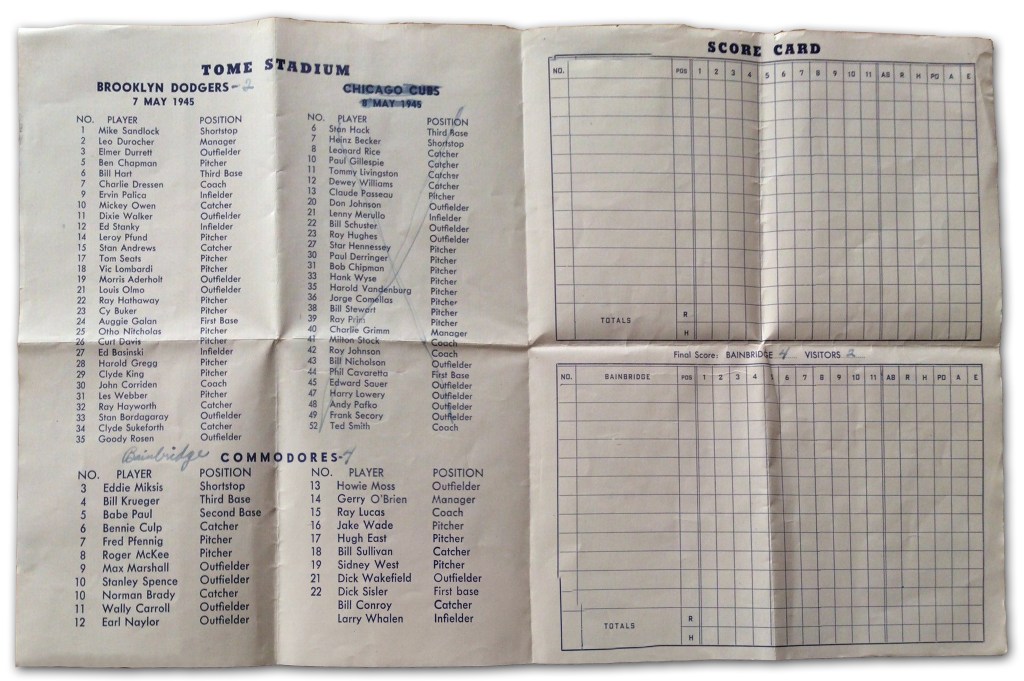 TOME STADIUM
BROOKLYN DODGERS-2
7 MAY 1945
NO. PLAYER POSITION
1 Mike Sandlock Shortstop
2 Leo Durocher Manager
3 Elmer Durrett Outfielder
5 Ben Chapman Pitcher
6 Bill Hart Third Base
7 Charlie Dressen Coach
9 Ervin Palica Infielder
10 Mickey Owen Catcher
11 Dixie Walker Outfielder
12 Ed Stanky Infielder
14 Leroy Pfund Pitcher
15 Stan Andrews Catcher
17 Tom Seats Pitcher
18 Vic Lombardi Pitcher
19 Morris Aderholt Outfielder
21 Louis Olmo Outfielder
22 Ray Hathaway Pitcher
23 Cy Buker Pitcher
24 Auggie Galan First Base
25 Otho Nitcholas Pitcher
26 Curt Davis Pitcher
27 Ed Basinski Infielder
28 Harold Gregg Pitcher
29 Clyde King Pitcher
30 John Corriden Coach
31 Les Webber Pitcher
32 Ray Hayworth Catcher
33 Stan Bordagaray Outfielder
34 Clyde Sukeforth Catcher
35 Goody Rosen Outfielder
CHICAGO CUBS
8 MAY 1945
NO. PLAYER POSITION
6 Stan Hack Third Base
7 Heinz Becker Shortstop
8 Leonard Rice Catcher
10 Paul Gillespie Catcher
11 Tommy Livingston Catcher
12 Dewey Williams Catcher
13 Claude Passeau Pitcher
20 Don Johnson Outfielder
21 Lenny Merullo Infielder
22 Bill Schuster Outfielder
23 Roy Hughes Outfielder
27 Star Hennessey Pitcher
30 Paul Derringer Pitcher
31 Bob Chipman Pitcher
33 Hank Wyse Pitcher
35 Harold Vandenburg Pitcher
36 Jorge Comellas Pitcher
38 Bill Stewart Pitcher
39 Ray Prim Pitcher
40 Charlie Grimm Manager
41 Milton Stock Coach
42 Roy Johnson Coach
43 Bill Nicholson Outfielder
44 Phil Cavaretta First Base
45 Edward Sauer Outfielder
47 Harry Lowery Outfielder
48 Andy Pafko Outfielder
49 Frank Secory Outfielder
52 Ted Smith Coach
Bainbridge COMMODORES-4
NO. PLAYER POSITION
3 Eddie Miksis Shortstop
4 Bill Krueger Third Base
5 Babe Paul Second Base
6 Bennie Culp Catcher
7 Fred Pfennig Pitcher
8 Roger McKee Pitcher
9 Max Marshall Outfielder
10 Stanley Spence Outfielder
10 Norman Brady Catcher
11 Wally Carroll Outfielder
12 Earl Naylor Outfielder
NO. PLAYER POSITION
13 Howie Moss Outfielder
14 Gerry O'Brien Manager
15 Ray Lucas Coach
16 Jake Wade Pitcher
17 Hugh East Pitcher
18 Bill Sullivan Catcher
19 Sidney West Pitcher
21 Dick Wakefield Outfielder
22 Dick Sisler First base
Bill Conroy Catcher
Larry Whalen Infielder
SCORE CARD
NO. POS 1 2 3 4 5 6 7 8 9 10 11 AB R H PO A E
TOTALS R
H
Final Score: BAINBRIDGE 4 VISITORS 2
NO. BAINBRIDGE POS 1 2 3 4 5 6 7 8 9 10 11 AB R H PO A E
TOTALS R
H